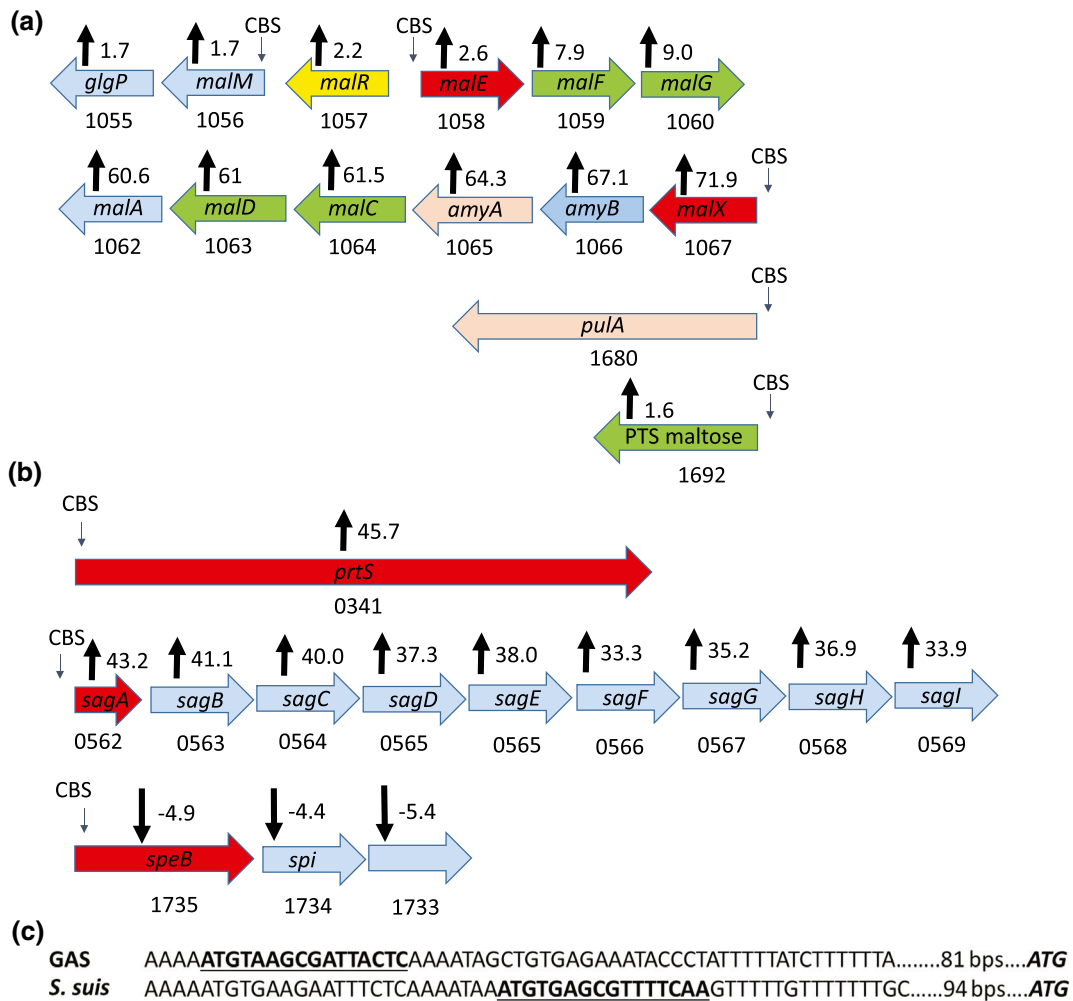 (a)
CBS CBS
1.7 1.7 2.2 2.6 7.9 9.0
glgP malM malR malE malF malG
1055 1056 1057 1058 1059 1060
CBS
60.6 61 61.5 64.3 67.1 71.9
malA malD malC amyA amyB malX
1062 1063 1064 1065 1066 1067
CBS
pulA
1680
CBS
1.6
PTS maltose
1692
(b)
CBS
45.7
prtS
0341
CBS
43.2 41.1 40.0 37.3 38.0 33.3 35.2 36.9 33.9
sagA sagB sagC sagD sagE sagF sagG sagH sagI
0562 0563 0564 0565 0565 0566 0567 0568 0569
CBS
-4.9 -4.4 -5.4
speB spi
1735 1734 1733
(c)
GAS AAAAATGTAAGCGATTACTCAAAATAGCTGTGAGAAATACCCTATTTTTATCTTTTTTA........81 bps....ATG
S. suis AAAAATGTGAAGAATTTCTCAAAATAAATGTGAGCGTTTTCAAGTTTTTGTTTTTTTGC......94 bps....ATG